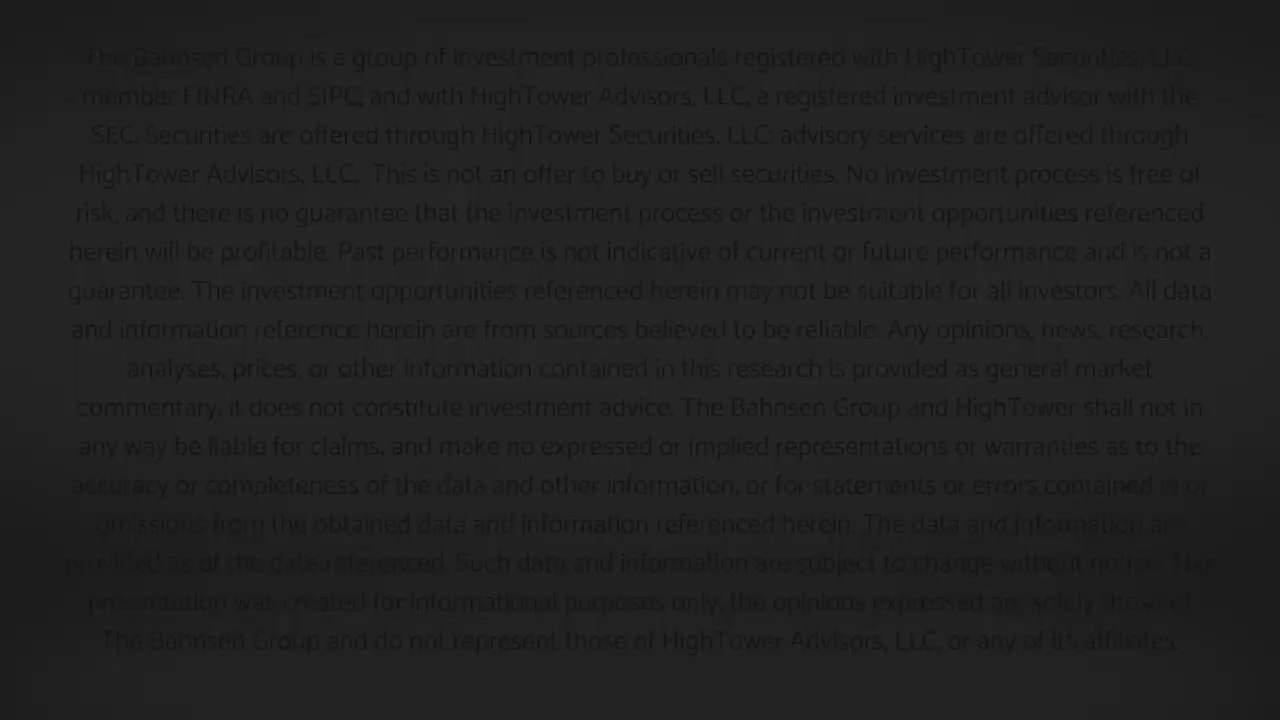 The Bahnsen Group is a group of investment professionals registered with HighTower Securities, LLC,
member FINRA and SIPC, and with HighTower Advisors, LLC, a registered investment advisor with the
SEC. Securities are offered through HighTower Securities, LLC; advisory services are offered through
HighTower Advisors, LLC. This is not an offer to buy or sell securities. No investment process is free of
risk, and there is no guarantee that the investment process or the investment opportunities referenced
herein will be profitable. Past performance is not indicative of current or future performance and is not a
guarantee. The investment opportunities referenced herein may not be suitable for all investors. All data
and information reference herein are from sources believed to be reliable. Any opinions, news, research,
analyses, prices, or other information contained in this research is provided as general market
commentary, it does not constitute investment advice. The Bahnsen Group and HighTower shall not in
any way be liable for claims, and make no expressed or implied representations or warranties as to the
accuracy or completeness of the data and other information, or for statements or errors contained in or
omissions from the obtained data and information referenced herein. The data and information are
provided as of the date referenced. Such data and information are subject to change without notice. This
presentation was created for informational purposes only; the opinions expressed are solely those of
The Bahnsen Group and do not represent those of HighTower Advisors, LLC, or any of its affiliates.